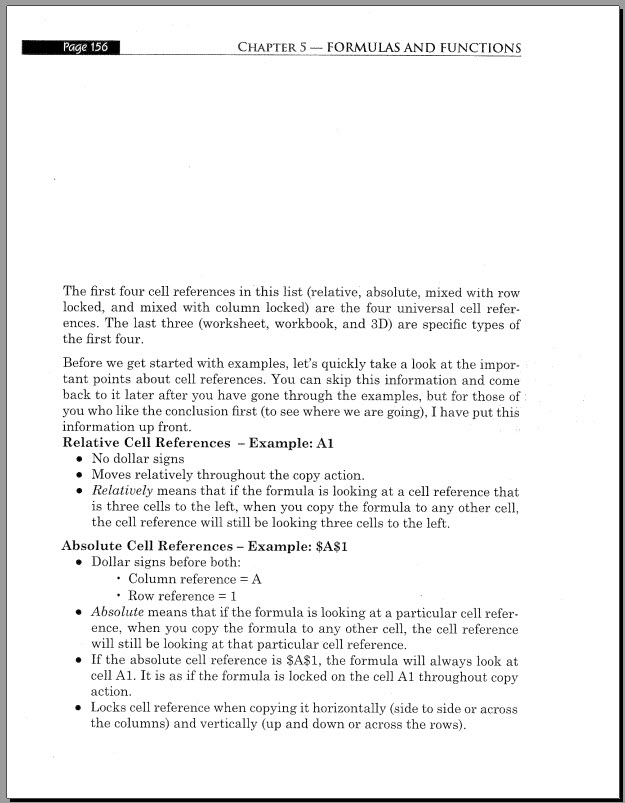 Page 156
CHAPTER 5 — FORMULAS AND FUNCTIONS
The first four cell references in this list (relative, absolute, mixed with row
locked, and mixed with column locked) are the four universal cell refer-
ences. The last three (worksheet, workbook, and 3D) are specific types of
the first four.
Before we get started with examples, let's quickly take a look at the impor-
tant points about cell references. You can skip this information and come
back to it later after you have gone through the examples, but for those of
you who like the conclusion first (to see where we are going), I have put this
information up front.
Relative Cell References – Example: A1
• No dollar signs
• Moves relatively throughout the copy action.
• Relatively means that if the formula is looking at a cell reference that
is three cells to the left, when you copy the formula to any other cell,
the cell reference will still be looking three cells to the left.
Absolute Cell References – Example: $A$1
• Dollar signs before both:
• Column reference = A
• Row reference = 1
• Absolute means that if the formula is looking at a particular cell refer-
ence, when you copy the formula to any other cell, the cell reference
will still be looking at that particular cell reference.
• If the absolute cell reference is $A$1, the formula will always look at
cell A1. It is as if the formula is locked on the cell A1 throughout copy
action.
• Locks cell reference when copying it horizontally (side to side or across
the columns) and vertically (up and down or across the rows).